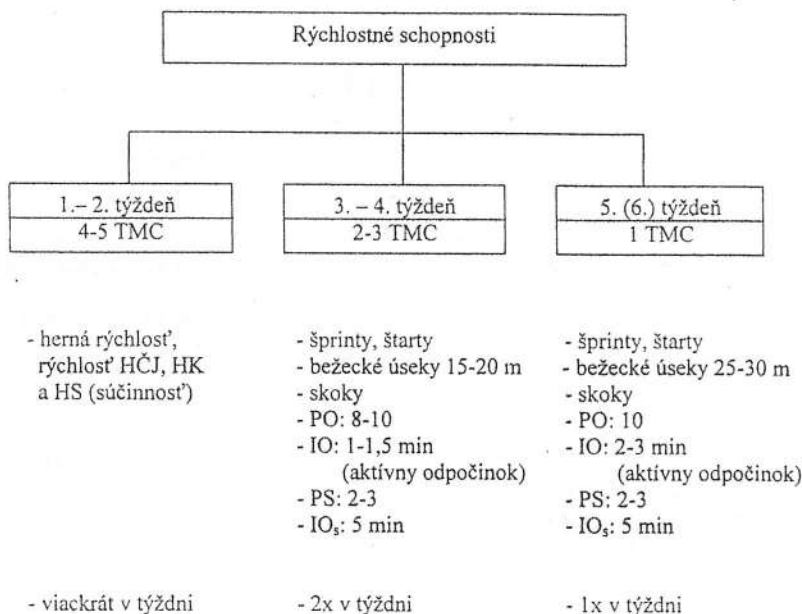 Rýchlostné schopnosti
1.– 2. týždeň
4-5 TMC
- herná rýchlosť,
rýchlosť HČJ, HK
a HS (súčinnosť)
- viackrát v týždni
3. – 4. týždeň
2-3 TMC
- šprinty, štarty
- bežecké úseky 15-20 m
- skoky
- PO: 8-10
- IO: 1-1,5 min
(aktívny odpočinok)
- PS: 2-3
- IOₛ: 5 min
- 2x v týždni
5. (6.) týždeň
1 TMC
- šprinty, štarty
- bežecké úseky 25-30 m
- skoky
- PO: 10
- IO: 2-3 min
(aktívny odpočinok)
- PS: 2-3
- IOₛ: 5 min
- 1x v týždni